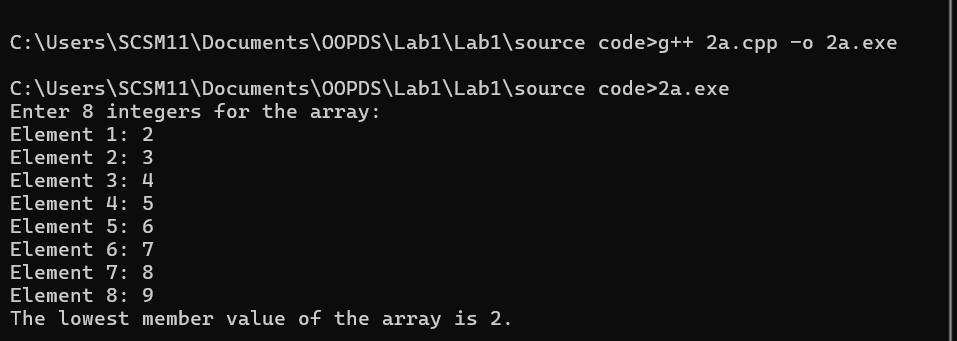 C:\Users\SCSM11\Documents\OOPDS\Lab1\Lab1\source code>g++ 2a.cpp -o 2a.exe
C:\Users\SCSM11\Documents\OOPDS\Lab1\Lab1\source code>2a.exe
Enter 8 integers for the array:
Element 1: 2
Element 2: 3
Element 3: 4
Element 4: 5
Element 5: 6
Element 6: 7
Element 7: 8
Element 8: 9
The lowest member value of the array is 2.